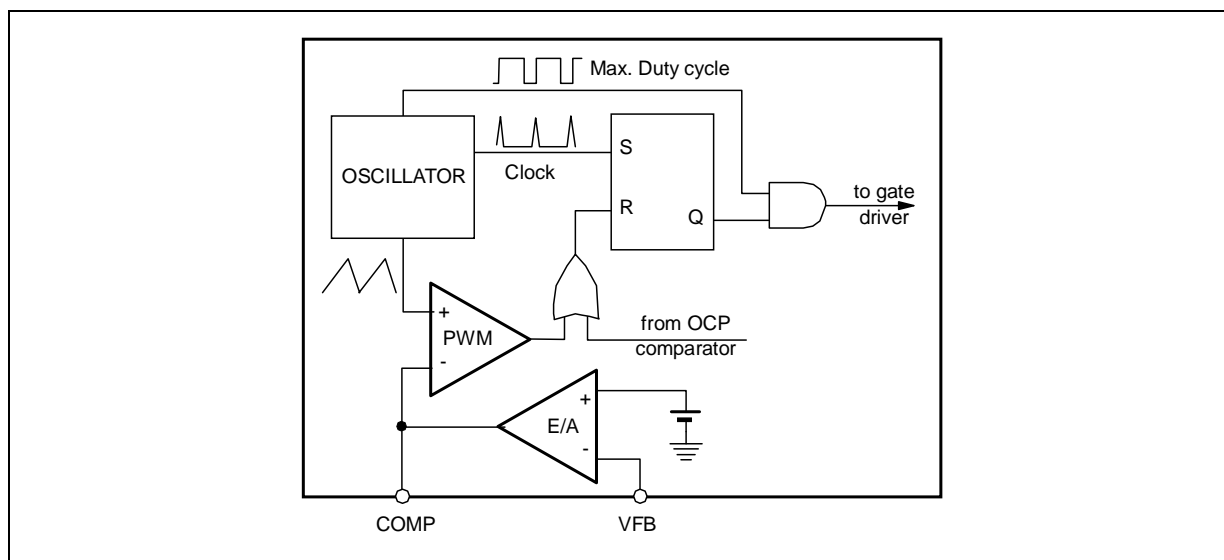 Max. Duty cycle
OSCILLATOR
Clock
S
R
Q
to gate
driver
+
PWM
-
from OCP
comparator
+
E/A
-
COMP
VFB